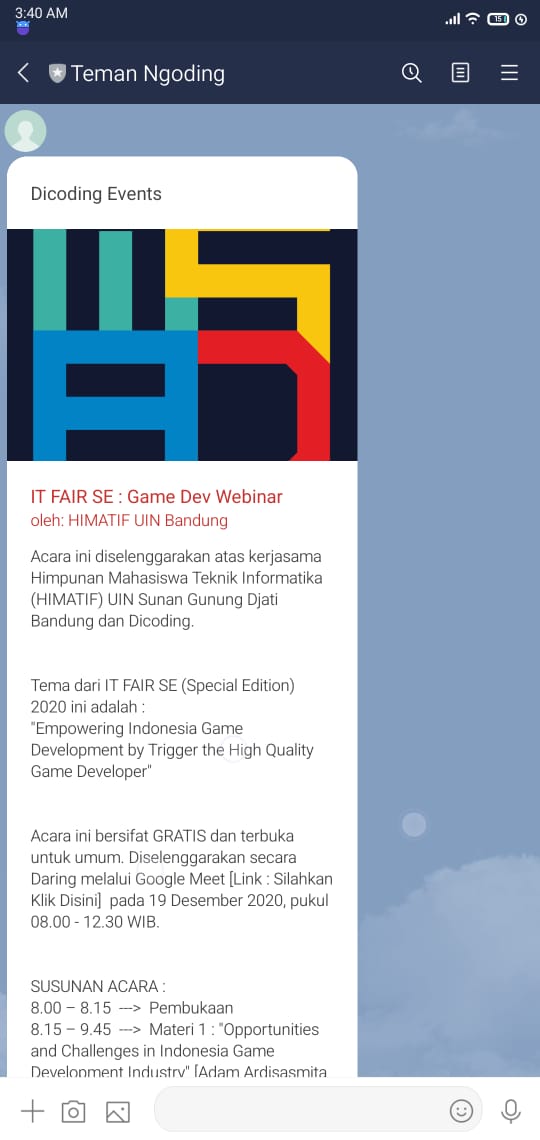 3:40 AM
15
Teman Ngoding
Dicoding Events
IT FAIR SE : Game Dev Webinar
oleh: HIMATIF UIN Bandung
Acara ini diselenggarakan atas kerjasama
Himpunan Mahasiswa Teknik Informatika
(HIMATIF) UIN Sunan Gunung Djati
Bandung dan Dicoding.
Tema dari IT FAIR SE (Special Edition)
2020 ini adalah :
"Empowering Indonesia Game
Development by Trigger the High Quality
Game Developer"
Acara ini bersifat GRATIS dan terbuka
untuk umum. Diselenggarakan secara
Daring melalui Google Meet [Link : Silahkan
Klik Disini]  pada 19 Desember 2020, pukul
08.00 - 12.30 WIB.
SUSUNAN ACARA :
8.00 – 8.15 —-> Pembukaan
8.15 – 9.45 —-> Materi 1 : "Opportunities
and Challenges in Indonesia Game
Development Industry" [Adam Ardisasmita